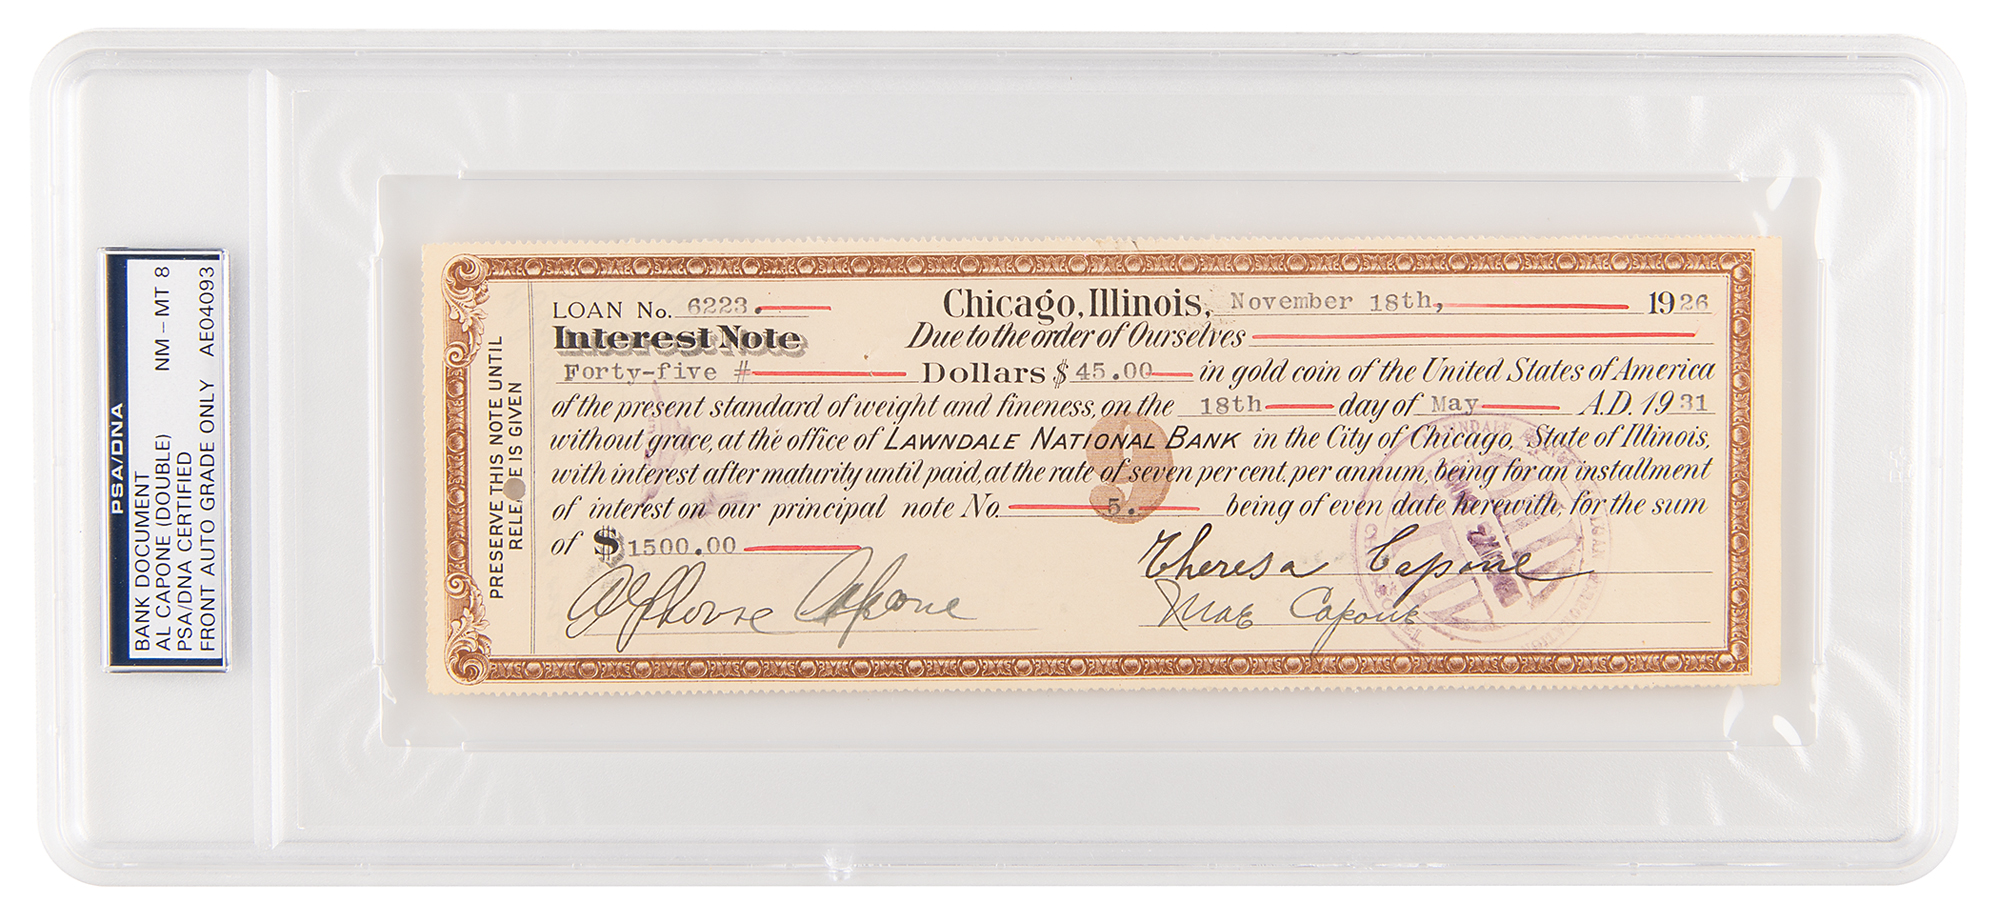 PSA/DNA
BANK DOCUMENT
AL CAPONE (DOUBLE) NM-MT 8
PSA/DNA CERTIFIED
FRONT AUTO GRADE ONLY AE04093
PRESERVE THIS NOTE UNTIL
RELE E IS GIVEN
LOAN No. 6223. Chicago, Illinois, November 18th, 1926
Interest Note Due to the order of Ourselves
Forty-five # Dollars $ 45.00 in gold coin of the United States of America
of the present standard of weight and fineness, on the 18th day of May A.D. 1931
without grace, at the office of LAWNDALE NATIONAL BANK in the City of Chicago, State of Illinois,
with interest after maturity until paid, at the rate of seven per cent. per annum, being for an installment
of interest on our principal note No. 5. being of even date herewith, for the sum
of $ 1500.00
9
Theresa Capone
Alphonse Capone
Mae Capone